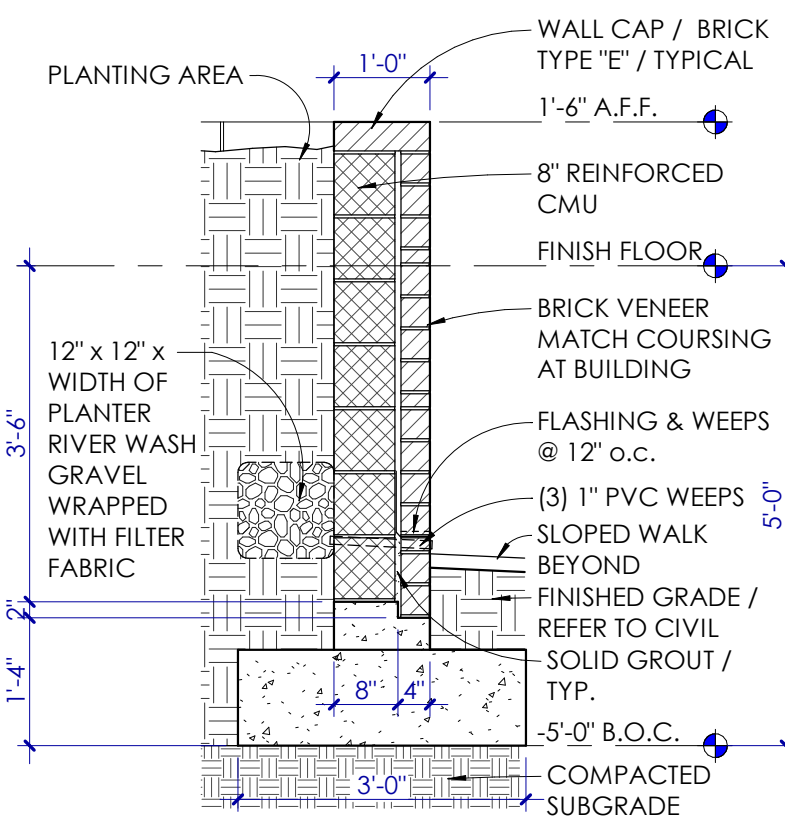 WALL CAP / BRICK
TYPE "E" / TYPICAL
PLANTING AREA
1'-0"
1'-6" A.F.F.
8" REINFORCED
CMU
FINISH FLOOR
BRICK VENEER
MATCH COURSING
AT BUILDING
12" x 12" x
WIDTH OF
PLANTER
RIVER WASH
GRAVEL
WRAPPED
WITH FILTER
FABRIC
3'-6"
FLASHING & WEEPS
@ 12" o.c.
(3) 1" PVC WEEPS
5'-0"
SLOPED WALK
BEYOND
FINISHED GRADE /
REFER TO CIVIL
2"
SOLID GROUT /
TYP.
1'-4"
8"
4"
-5'-0" B.O.C.
3'-0"
COMPACTED
SUBGRADE